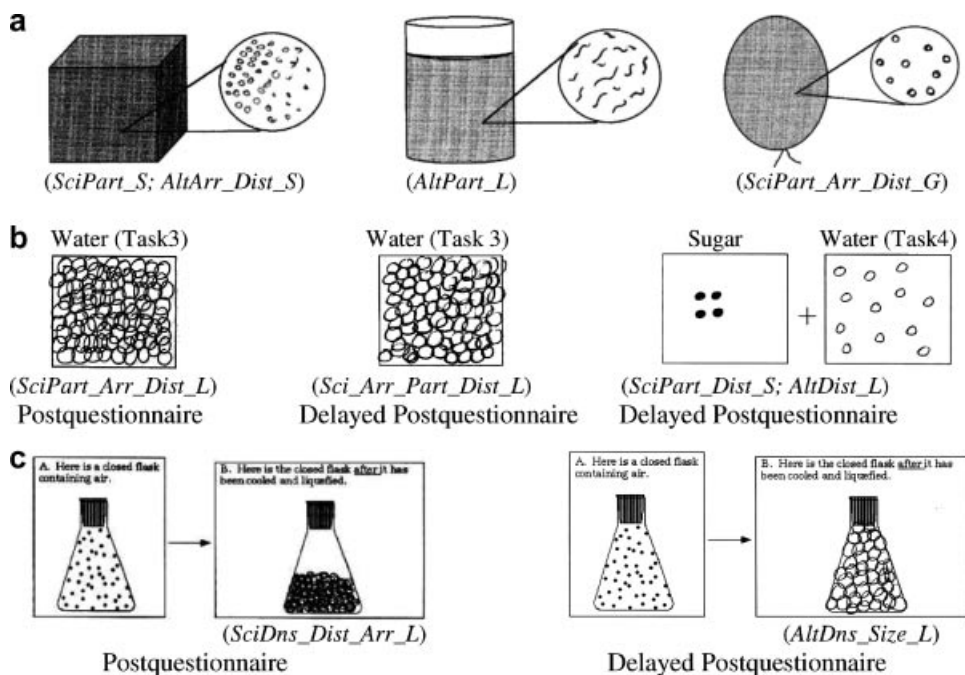 a
(SciPart_S; AltArr_Dist_S)
(AltPart_L)
(SciPart_Arr_Dist_G)
b
Water (Task3)
Water (Task 3)
Sugar
Water (Task4)
+
(SciPart_Arr_Dist_L)
(Sci_Arr_Part_Dist_L)
(SciPart_Dist_S; AltDist_L)
Postquestionnaire
Delayed Postquestionnaire
Delayed Postquestionnaire
c
A. Here is a closed flask
containing air.
B. Here is the closed flask after it has
been cooled and liquefied.
A. Here is a closed flask
containing air.
B. Here is the closed flask after it has
been cooled and liquefied.
(SciDns_Dist_Arr_L)
(AltDns_Size_L)
Postquestionnaire
Delayed Postquestionnaire